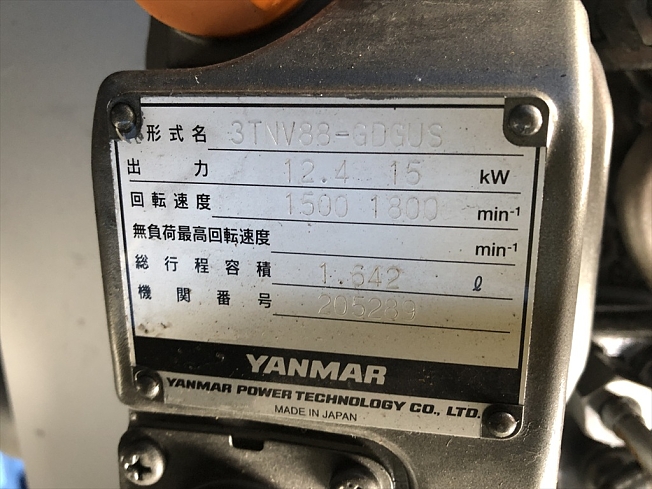 形式名 3TNV88-GDGUS
出力 12.4 15 kW
回転速度 1500 1800 min⁻¹
無負荷最高回転速度 min⁻¹
総行程容積 1.642 ℓ
機関番号 205289
YANMAR
YANMAR POWER TECHNOLOGY CO., LTD.
MADE IN JAPAN